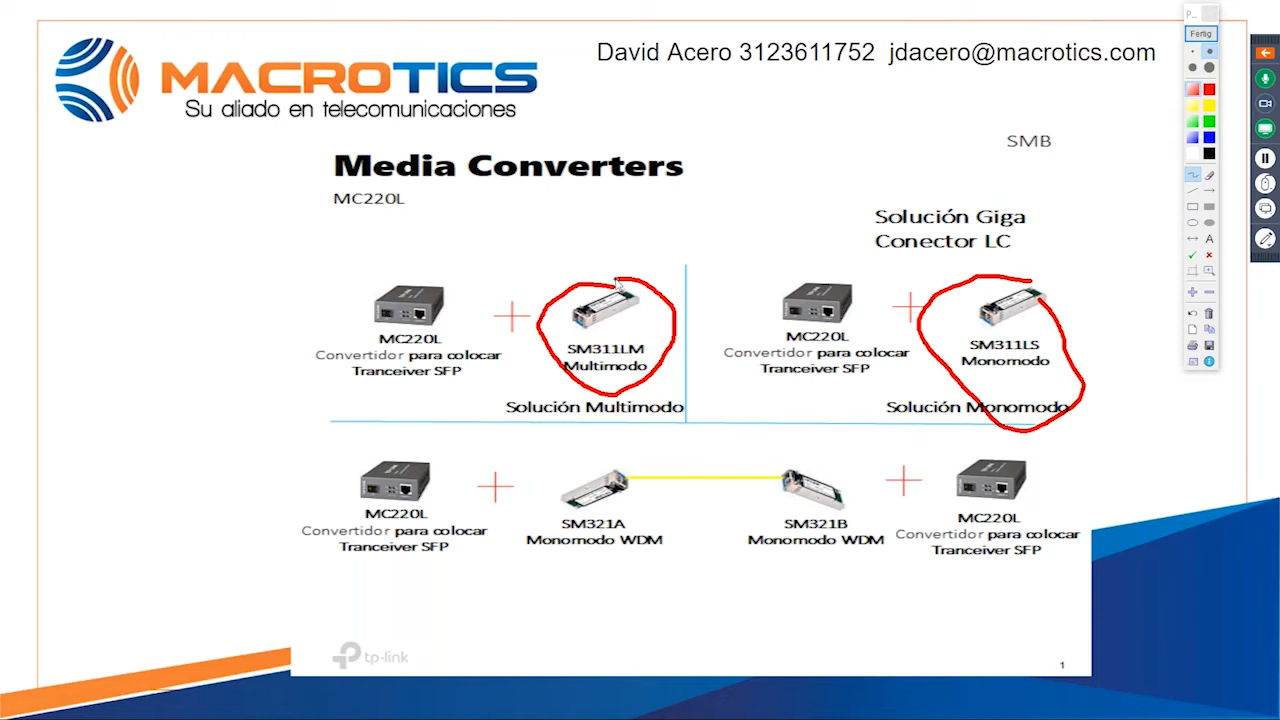 David Acero 3123611752 jdacero@macrotics.com
MACROTICS
Su aliado en telecomunicaciones
SMB
Media Converters
MC220L
Solución Giga
Conector LC
MC220L
Convertidor para colocar
Tranceiver SFP
SM311LM
Multimodo
Solución Multimodo
MC220L
Convertidor para colocar
Tranceiver SFP
SM311LS
Monomodo
Solución Monomodo
MC220L
Convertidor para colocar
Tranceiver SFP
SM321A
Monomodo WDM
SM321B
Monomodo WDM
MC220L
Convertidor para colocar
Tranceiver SFP
tp-link
1
P...
Fertig
A